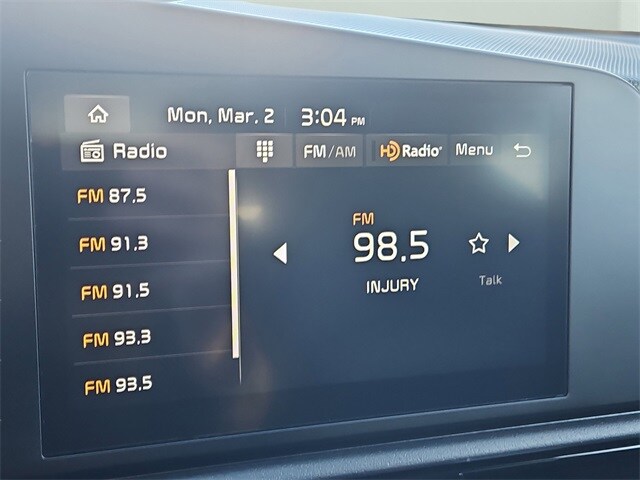 Mon, Mar. 2 3:04 PM
Radio FM/AM HD Radio Menu
FM 87.5
FM 91.3
FM 91.5
FM 93.3
FM 93.5
FM
98.5
INJURY
Talk